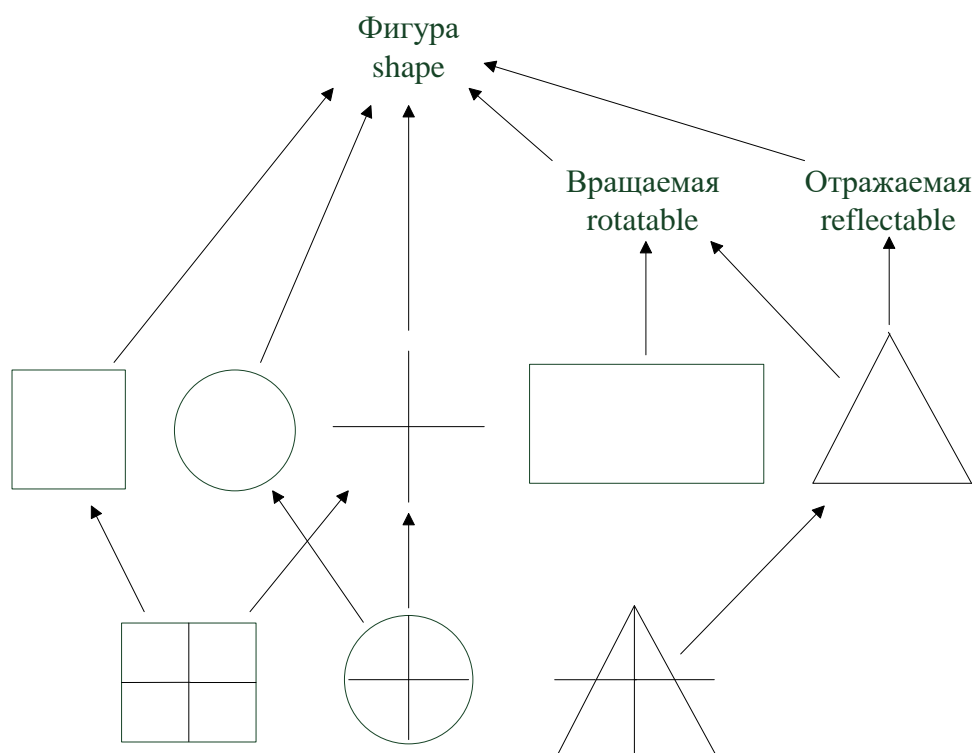 Фигура
shape
Вращаемая
rotatable
Отражаемая
reflectable